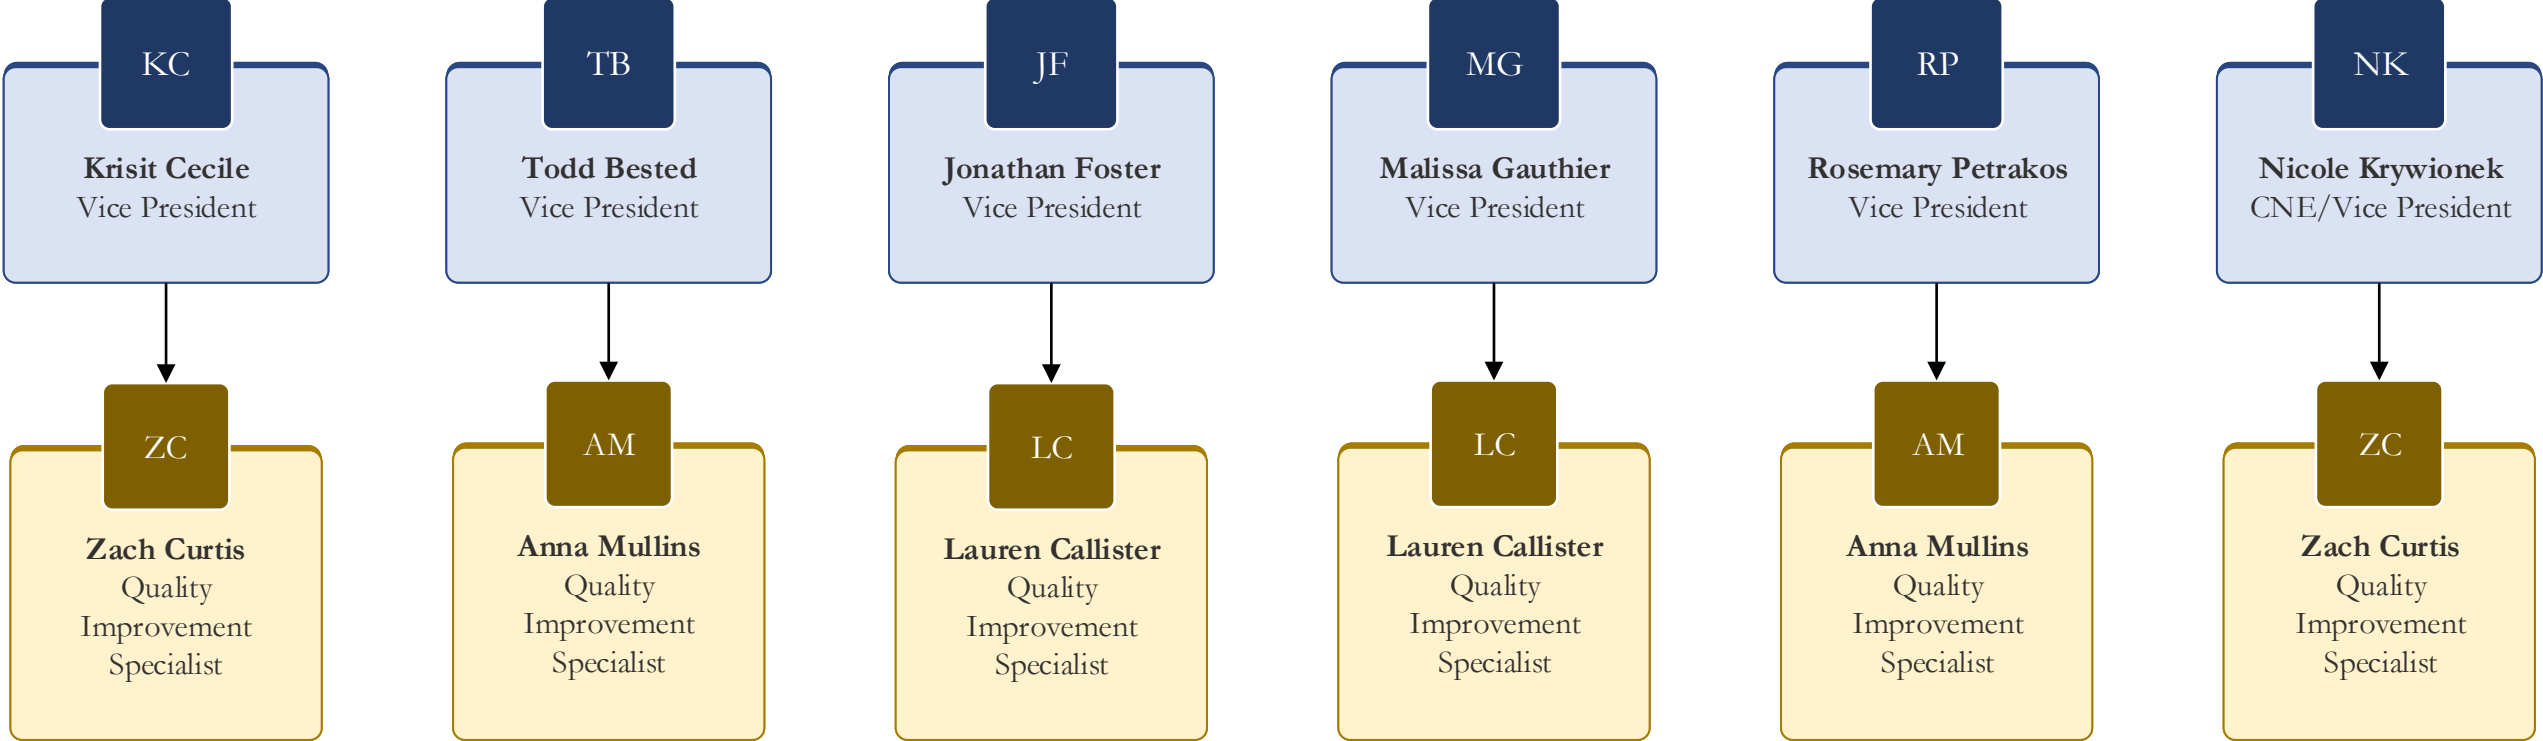 KC
Krisit Cecile
Vice President
TB
Todd Bested
Vice President
JF
Jonathan Foster
Vice President
MG
Malissa Gauthier
Vice President
RP
Rosemary Petrakos
Vice President
NK
Nicole Krywionek
CNE/Vice President
ZC
Zach Curtis
Quality
Improvement
Specialist
AM
Anna Mullins
Quality
Improvement
Specialist
LC
Lauren Callister
Quality
Improvement
Specialist
LC
Lauren Callister
Quality
Improvement
Specialist
AM
Anna Mullins
Quality
Improvement
Specialist
ZC
Zach Curtis
Quality
Improvement
Specialist